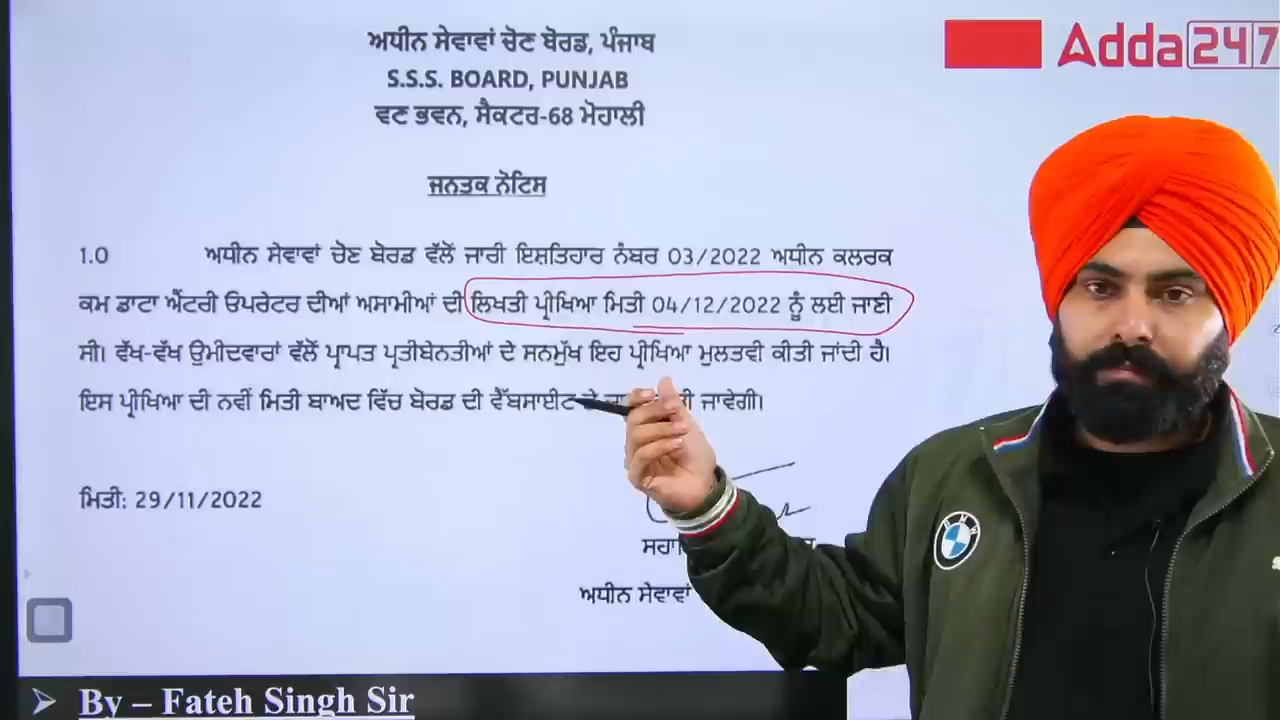 ਅਧੀਨ ਸੇਵਾਵਾਂ ਚੋਣ ਬੋਰਡ, ਪੰਜਾਬ
S.S.S. BOARD, PUNJAB
ਵਣ ਭਵਨ, ਸੈਕਟਰ-68 ਮੋਹਾਲੀ
Adda247
ਜਨਤਕ ਨੋਟਿਸ
1.0 ਅਧੀਨ ਸੇਵਾਵਾਂ ਚੋਣ ਬੋਰਡ ਵੱਲੋਂ ਜਾਰੀ ਇਸ਼ਤਿਹਾਰ ਨੰਬਰ 03/2022 ਅਧੀਨ ਕਲਰਕ
ਕਮ ਡਾਟਾ ਐਂਟਰੀ ਓਪਰੇਟਰ ਦੀਆਂ ਅਸਾਮੀਆਂ ਦੀ ਲਿਖਤੀ ਪ੍ਰੀਖਿਆ ਮਿਤੀ 04/12/2022 ਨੂੰ ਲਈ ਜਾਣੀ
ਸੀ। ਵੱਖ-ਵੱਖ ਉਮੀਦਵਾਰਾਂ ਵੱਲੋਂ ਪ੍ਰਾਪਤ ਪ੍ਰਤੀਬੇਨਤੀਆਂ ਦੇ ਸਨਮੁੱਖ ਇਹ ਪ੍ਰੀਖਿਆ ਮੁਲਤਵੀ ਕੀਤੀ ਜਾਂਦੀ ਹੈ।
ਇਸ ਪ੍ਰੀਖਿਆ ਦੀ ਨਵੀਂ ਮਿਤੀ ਬਾਅਦ ਵਿੱਚ ਬੋਰਡ ਦੀ ਵੈੱਬਸਾਈਟ ਜਾਵੇਗੀ।
ਮਿਤੀ: 29/11/2022
ਅਧੀਨ ਸੇਵਾਵਾਂ
By – Fateh Singh Sir
BMW